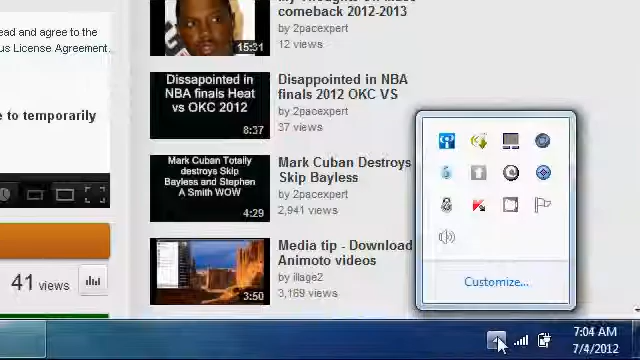 ead and agree to the
us License Agreement.
e to temporarily
41 views
comeback 2012-2013
by 2pacexpert
12 views
15:31
Dissapointed in
NBA finals Heat
vs OKC 2012
8:37
Disappointed in NBA
finals 2012 OKC VS
by 2pacexpert
37 views
Mark Cuban Totally
destroys Skip
Bayless and Stephen
A Smith WOW
4:29
Mark Cuban Destroys
Skip Bayless
by 2pacexpert
2,941 views
3:50
Media tip - Download
Animoto videos
by illage2
3,169 views
Customize...
7:04 AM
7/4/2012